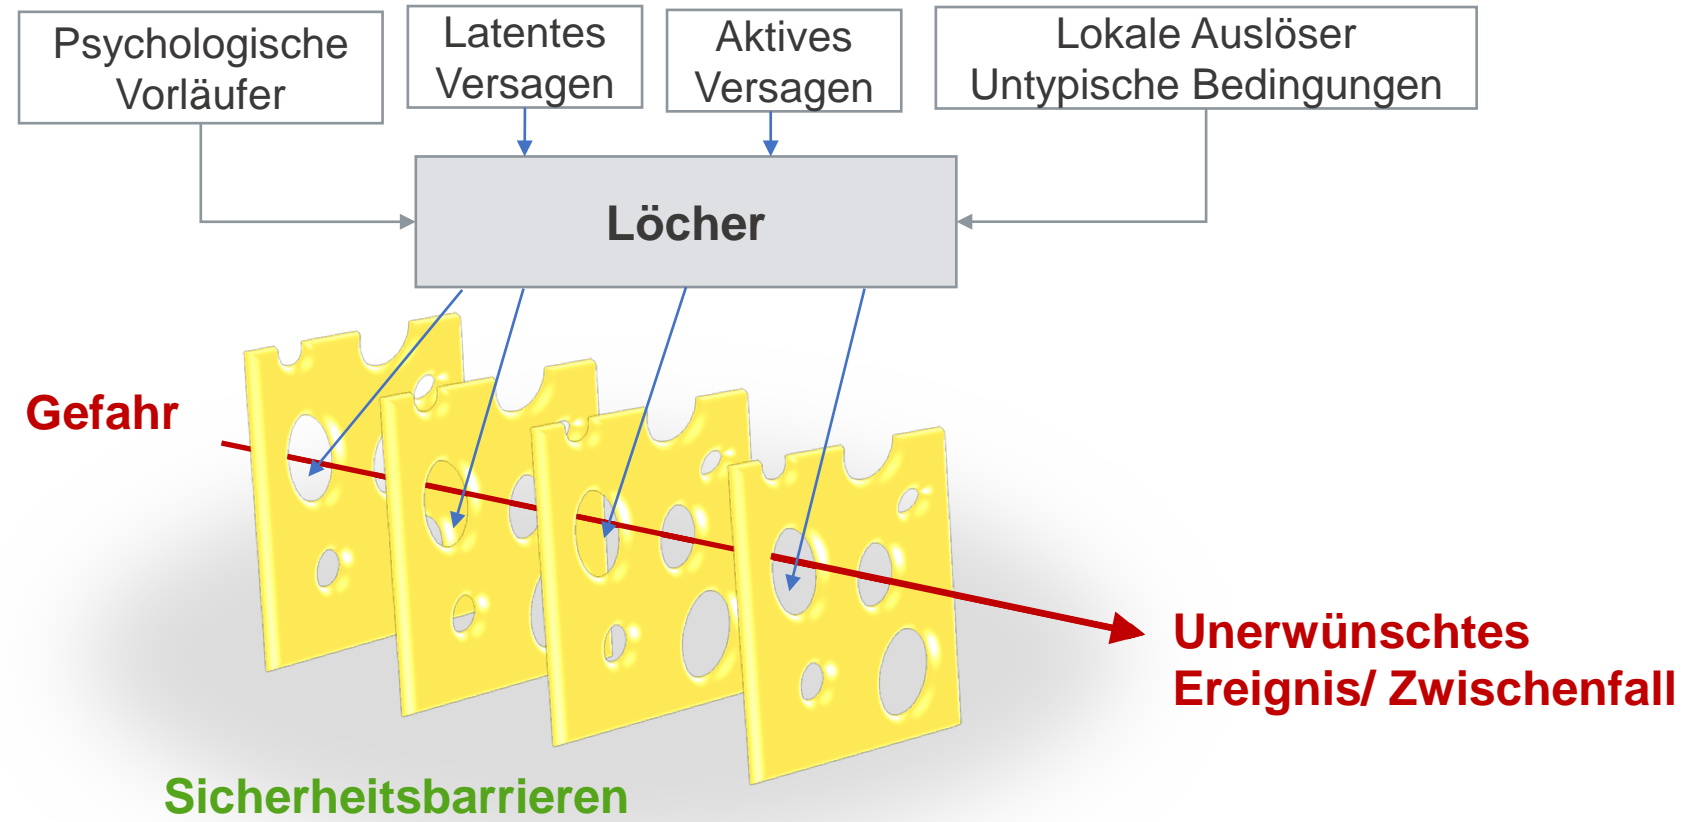 Psychologische
Vorläufer
Latentes
Versagen
Aktives
Versagen
Lokale Auslöser
Untypische Bedingungen
Löcher
Gefahr
Unerwünschtes
Ereignis/ Zwischenfall
Sicherheitsbarrieren